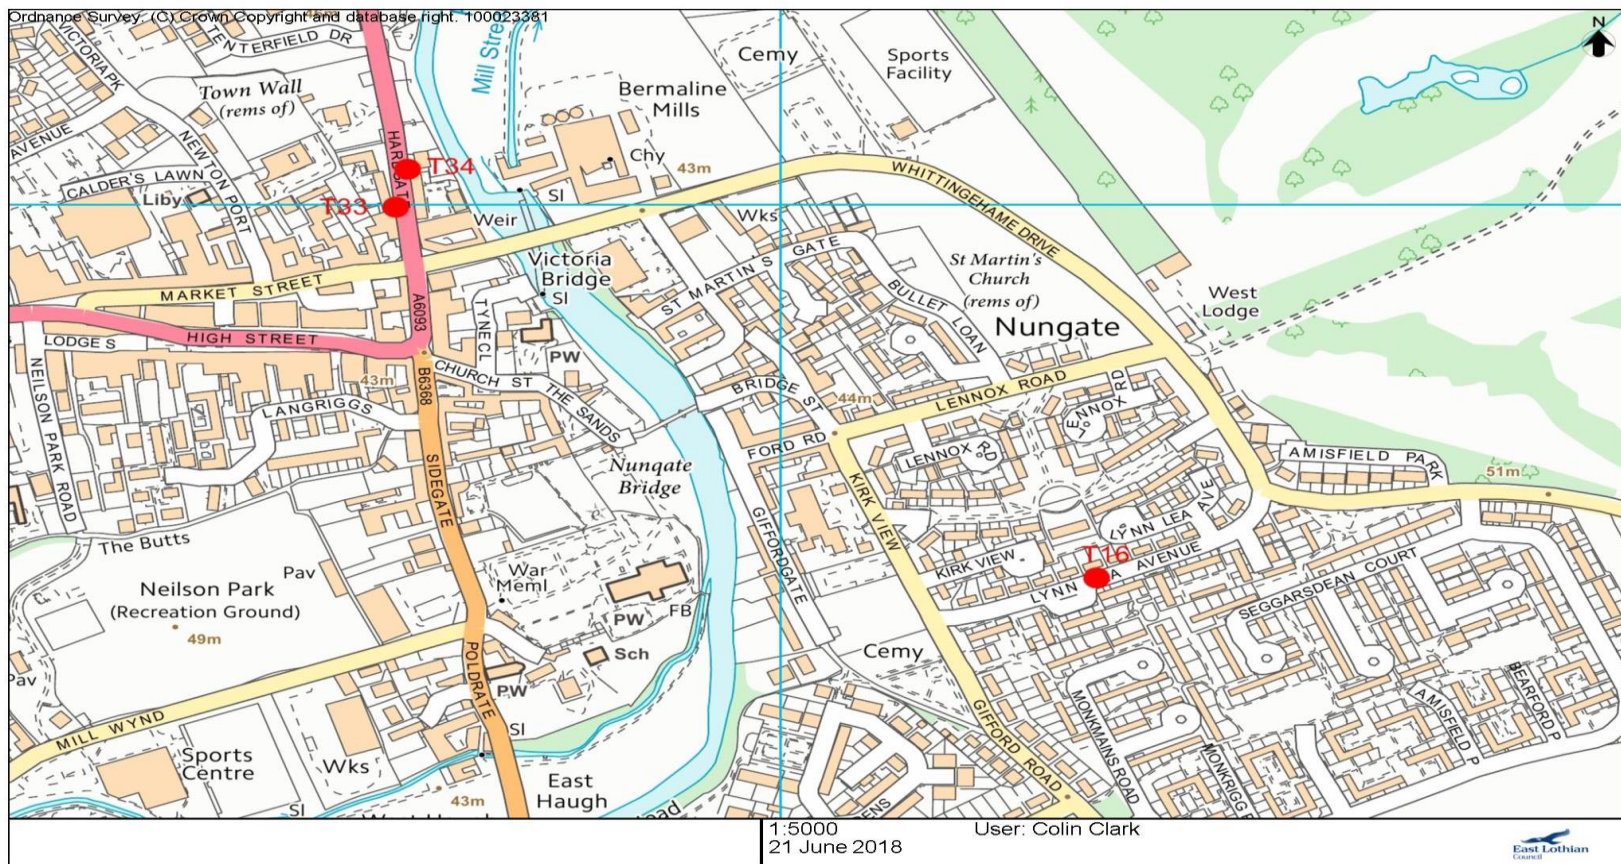 Ordnance Survey, (C) Crown Copyright and database right. 100023381
VICTORIA PK
TENTERFIELD DR
Mill Stre
Cemy
Sports
Facility
N
Town Wall
(rems of)
Bermaline
Mills
AVENUE
NEWTON PORT
Chy
43m
T34
CALDER'S LAWN
Liby
T33
SI
Weir
Wks
WHITTINGEHAME DRIVE
Victoria
Bridge
SI
ST MARTIN'S GATE
BULLET LOAN
St Martin's
Church
(rems of)
West
Lodge
MARKET STREET
A6093
Nungate
HIGH STREET
LODGE S
NEILSON PARK ROAD
PW
43m
B6368
CHURCH ST
THE SANDS
BRIDGE ST
44m
LENNOX ROAD
LENNOX RD
LANGRIGGS
FORD RD
LENNOX RD
AMISFIELD PARK
51m
SIDEGATE
Nungate
Bridge
KIRK VIEW
GIFFORDGATE
LYNN LEA AVE
The Butts
T16
KIRK VIEW
LYNN
A AVENUE
SEGGARSDEAN COURT
Neilson Park
(Recreation Ground)
49m
Pav
War
Meml
PW
FB
Sch
Cemy
POLDRATE
PW
Pav
MILL WYND
SI
MONKMAINS ROAD
GIFFORD ROAD
AMISFIELD P
BEARFORD P
MONKRIGG
Sports
Centre
Wks
SI
43m
East
Haugh
ENS
1:5000
User: Colin Clark
21 June 2018
East Lothian
Council